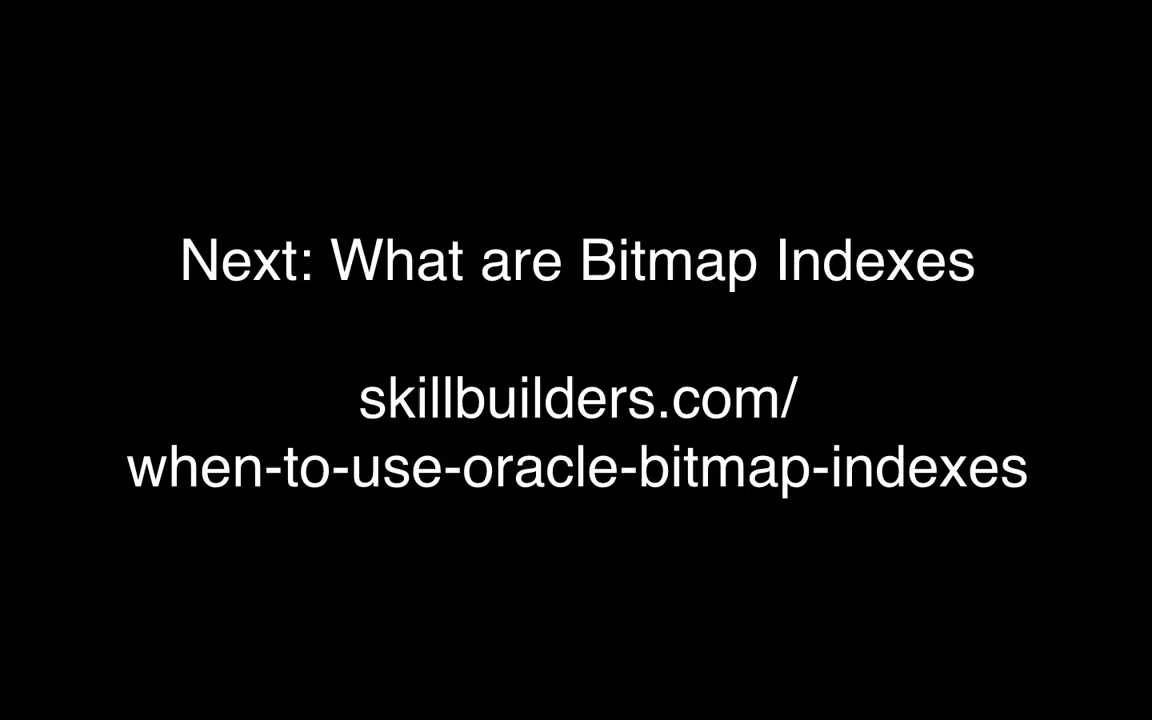 Next: What are Bitmap Indexes
skillbuilders.com/
when-to-use-oracle-bitmap-indexes